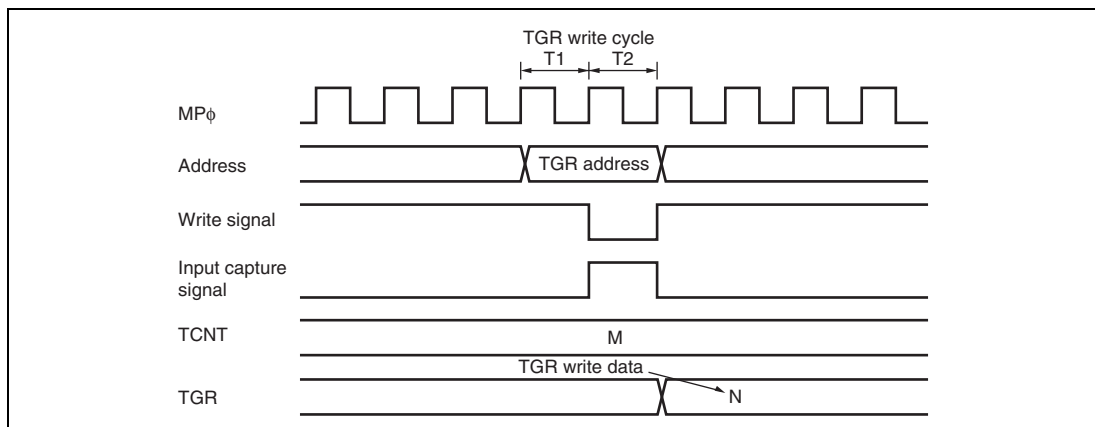 TGR write cycle
T1 T2
MPφ
Address
TGR address
Write signal
Input capture
signal
TCNT
M
TGR write data
TGR
N